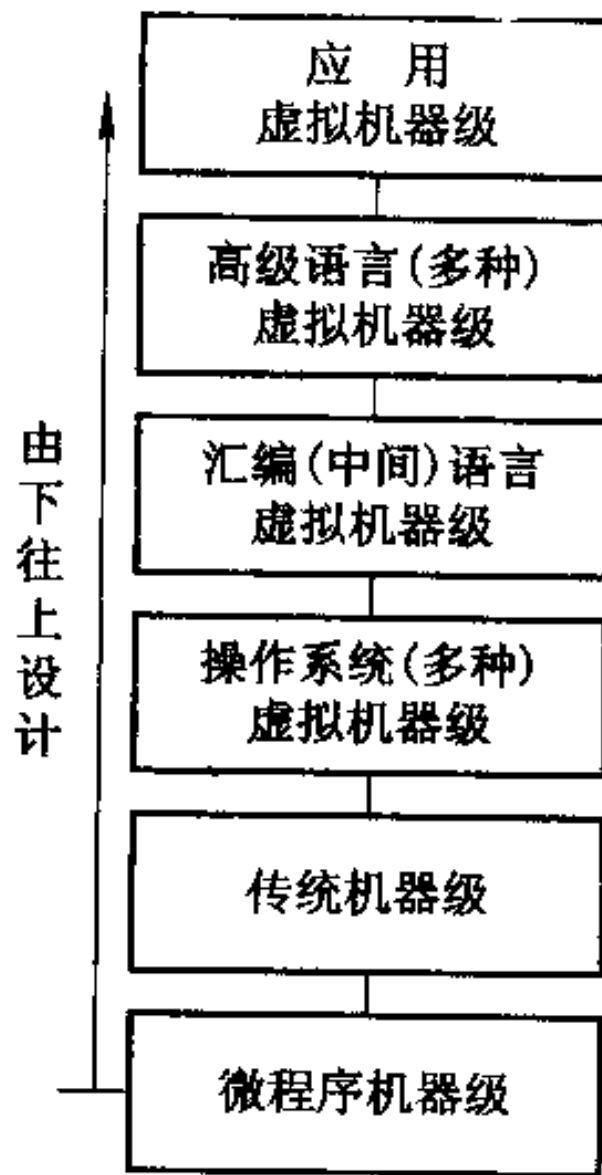 应 用
虚拟机器级
高级语言(多种)
虚拟机器级
汇编(中间)语言
虚拟机器级
操作系统(多种)
虚拟机器级
传统机器级
微程序机器级
由下往上设计